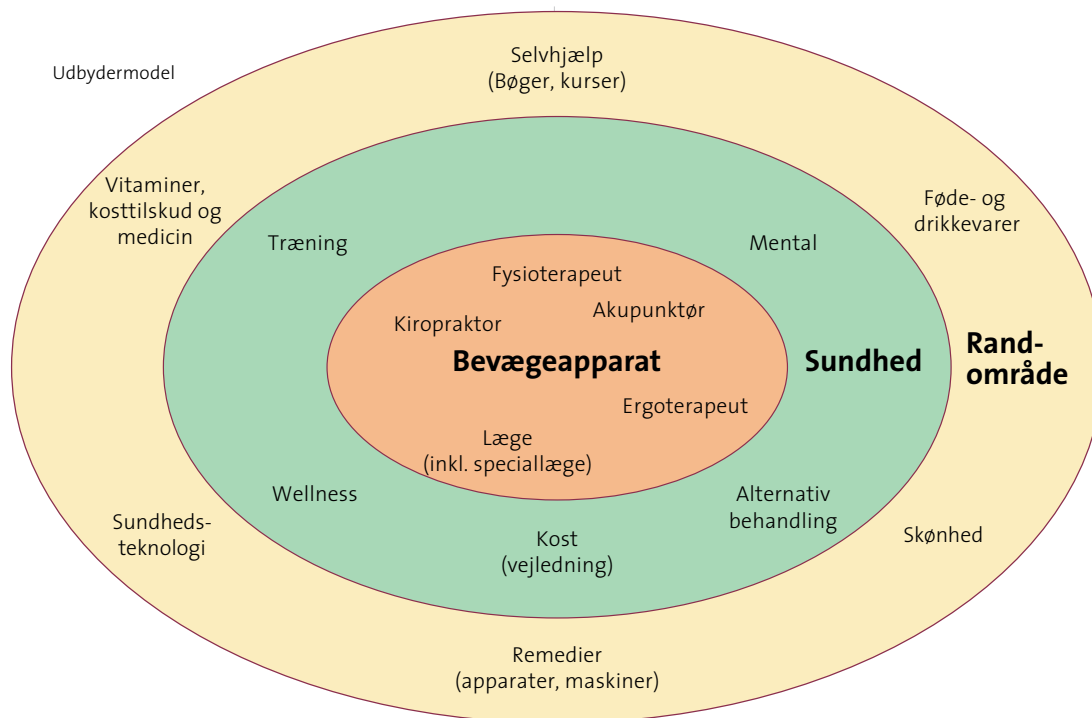 Udbydermodel
Selvhjælp
(Bøger, kurser)
Vitaminer,
kosttilskud og
medicin
Føde- og
drikkevarer
Træning
Mental
Fysioterapeut
Akupunktør
Kiropraktor
Bevægeapparat
Sundhed
Rand-
område
Ergoterapeut
Læge
(inkl. speciallæge)
Wellness
Alternativ
behandling
Sundheds-
teknologi
Kost
(vejledning)
Skønhed
Remedier
(apparater, maskiner)